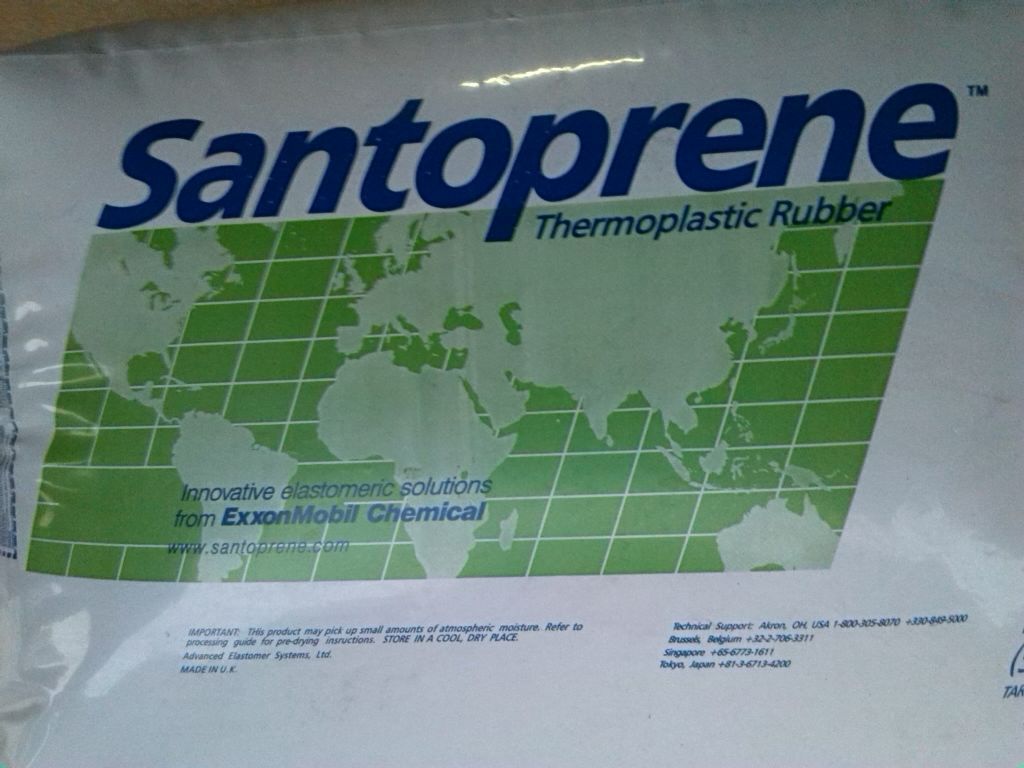 Santoprene™
Thermoplastic Rubber
Innovative elastomeric solutions
from ExxonMobil Chemical
www.santoprene.com
IMPORTANT: THis product may pick up small amounts of atmospheric moisture. Refer to
processing guide for pre-drying insructions. STORE IN A COOL, DRY PLACE.
Advanced Elastomer Systems, Ltd.
MADE IN U.K.
Technical Support: Akron, OH, USA 1-800-305-8070 +330-849-5000
Brussels, Belgium +32-2-706-3311
Singapore +65-6773-1611
Tokyo, Japan +81-3-6713-4200